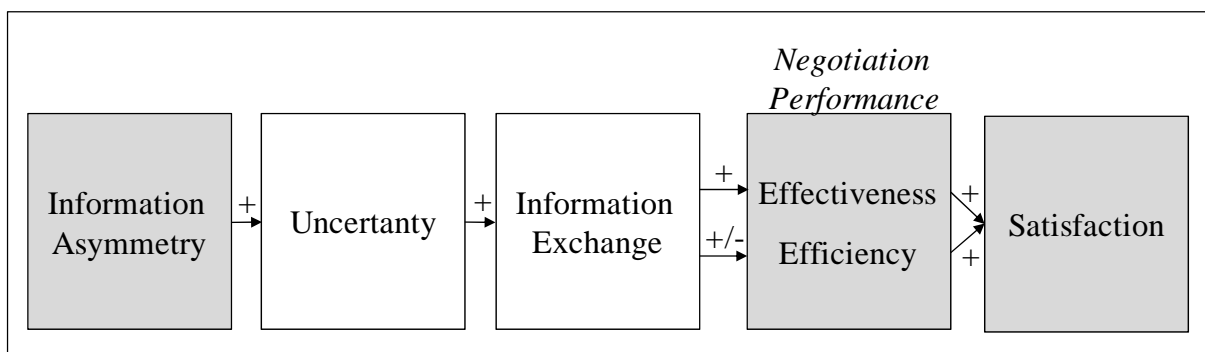 Negotiation
Performance
Information
Asymmetry
+
Uncertanty
+
Information
Exchange
+
+/-
Effectiveness
Efficiency
+
+
Satisfaction